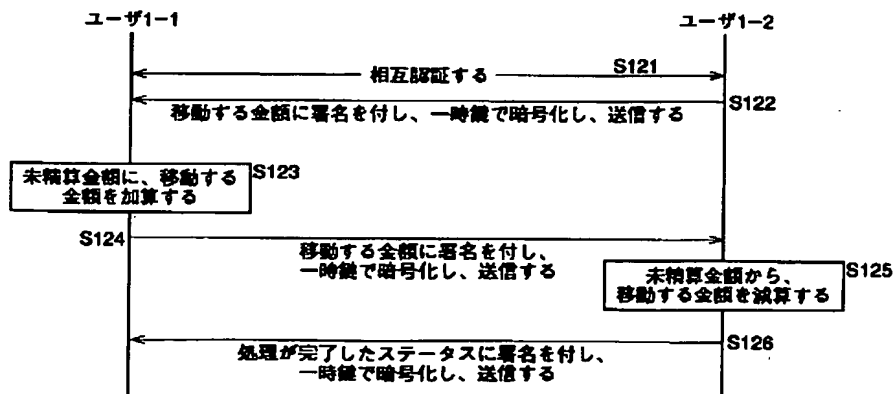 ユーザ1−1
ユーザ1−2
相互認証する
S121
S122
移動する金額に署名を付し、一時鍵で暗号化し、送信する
未精算金額に、移動する
金額を加算する
S123
S124
移動する金額に署名を付し、
一時鍵で暗号化し、送信する
未精算金額から、
移動する金額を減算する
S125
S126
処理が完了したステータスに署名を付し、
一時鍵で暗号化し、送信する